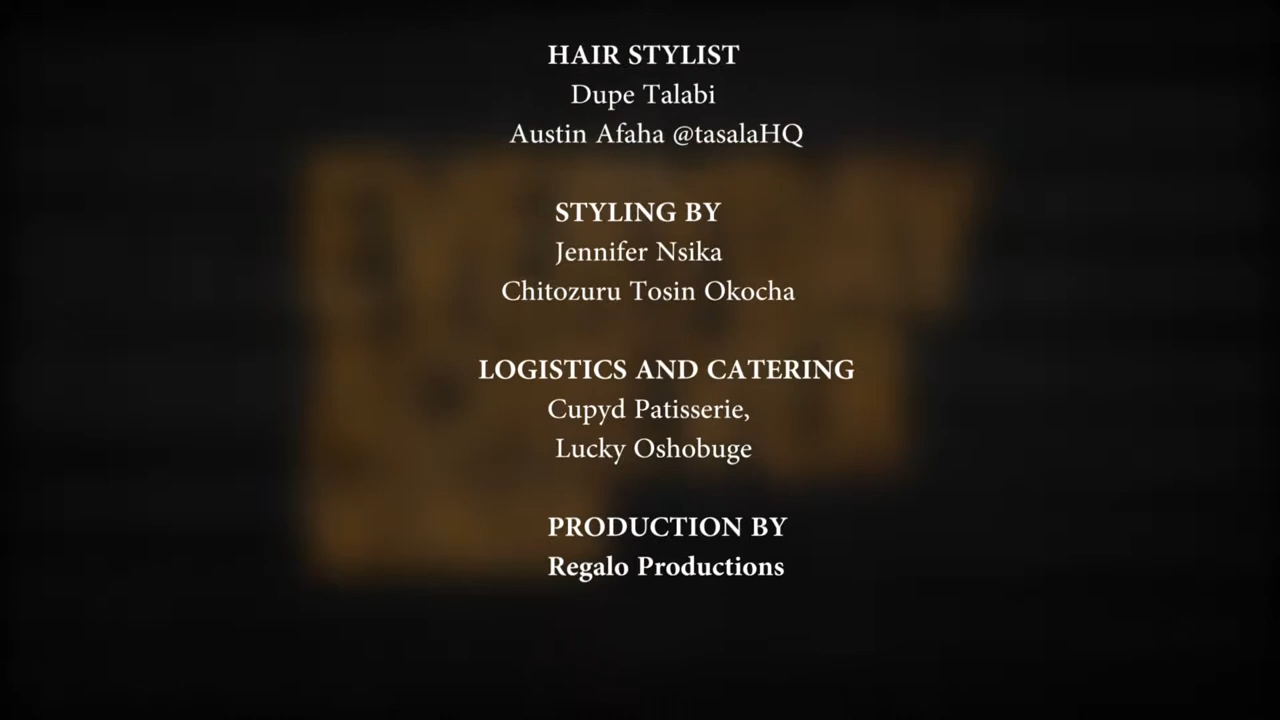 HAIR STYLIST
Dupe Talabi
Austin Afaha @tasalaHQ
STYLING BY
Jennifer Nsika
Chitozuru Tosin Okocha
LOGISTICS AND CATERING
Cupyd Patisserie,
Lucky Oshobuge
PRODUCTION BY
Regalo Productions